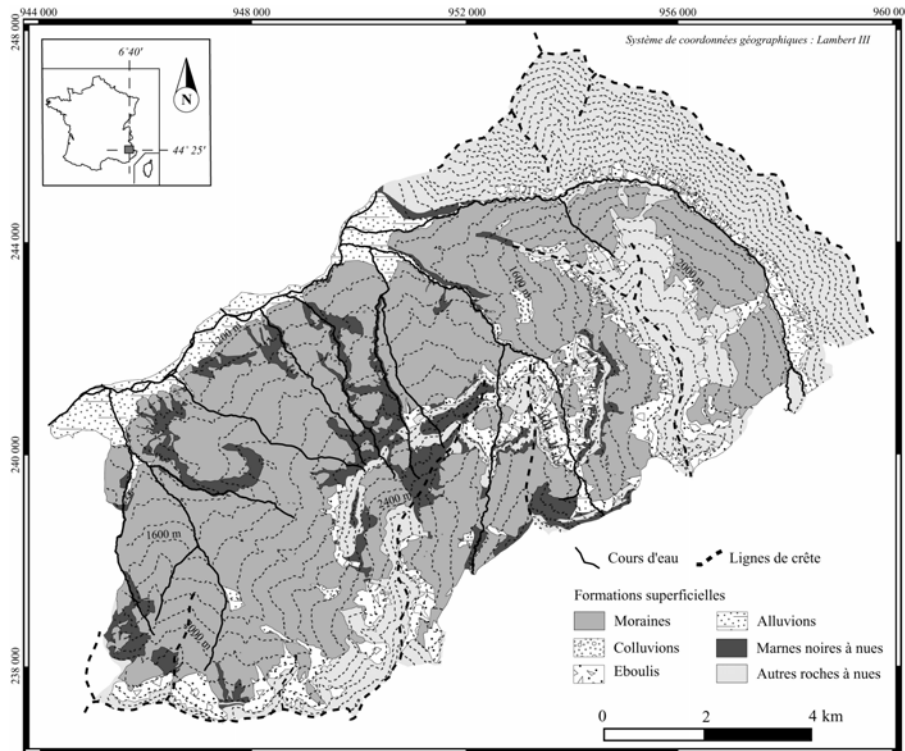 944 000
948 000
952 000
956 000
960 00
248 000
244 000
240 000
238 000
Système de coordonnées géographiques : Lambert III
6°40'
N
44° 25'
1200 m
1600 m
2000 m
2400 m
1600 m
2000 m
Cours d'eau
Lignes de crête
Formations superficielles
Moraines
Alluvions
Colluvions
Marnes noires à nues
Eboulis
Autres roches à nues
0
2
4 km